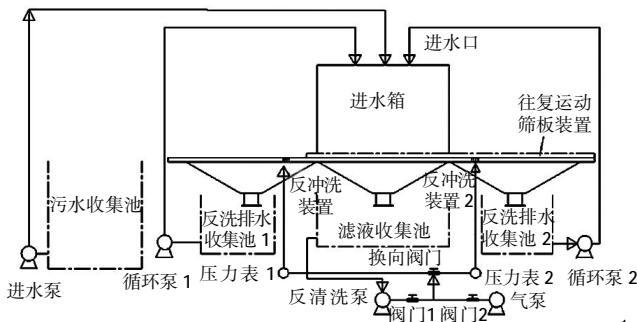 进水口
进水箱
往复运动
筛板装置
污水收集池
反洗排水
收集池 1
反冲洗
装置
滤液收集池
反冲洗
装置 2
反洗排水
收集池 2
换向阀门
进水泵
循环泵 1
压力表 1
反清洗泵
阀门1
阀门2
气泵
压力表 2
循环泵 2